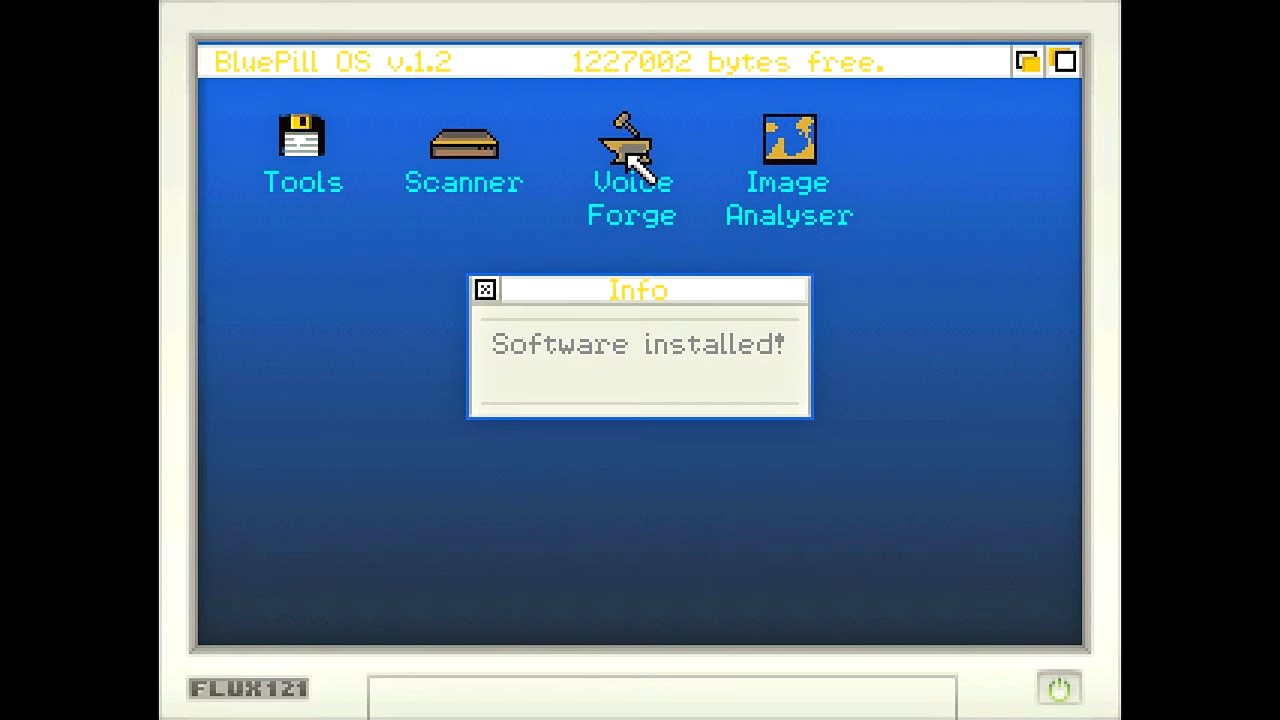 BluePill OS v.1.2 1227002 bytes free.
Tools
Scanner
Voice
Forge
Image
Analyser
Info
Software installed!
FLUX121